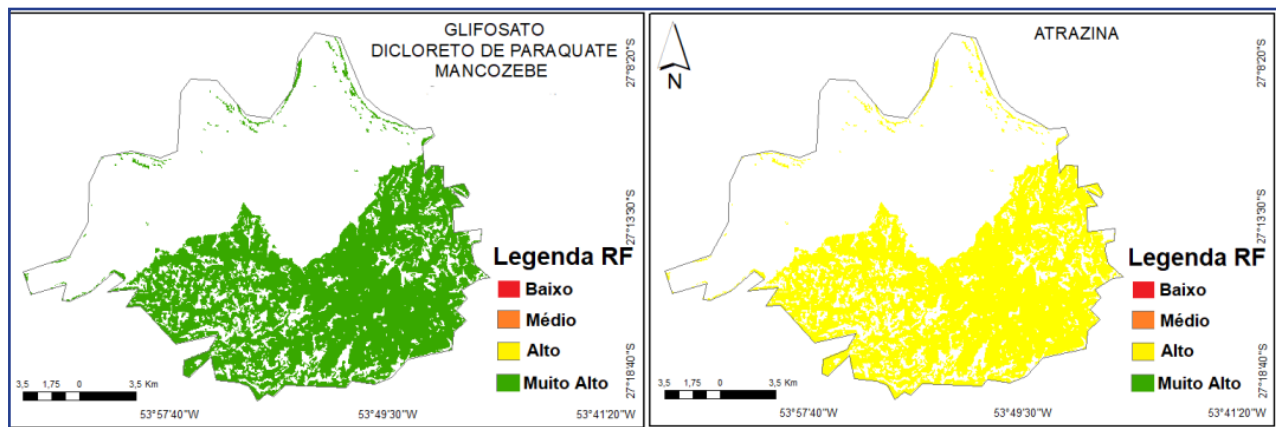 GLIFOSATO
DICLORETO DE PARAQUATE
MANCOZEBE
27°8'20"S
27°13'30"S
27°18'40"S
Legenda RF
Baixo
Médio
Alto
Muito Alto
3,5 1,75 0 3,5 Km
53°57'40"W 53°49'30"W 53°41'20"W
ATRAZINA
N
27°8'20"S
27°13'30"S
27°18'40"S
Legenda RF
Baixo
Médio
Alto
Muito Alto
3,5 1,75 0 3,5 Km
53°57'40"W 53°49'30"W 53°41'20"W